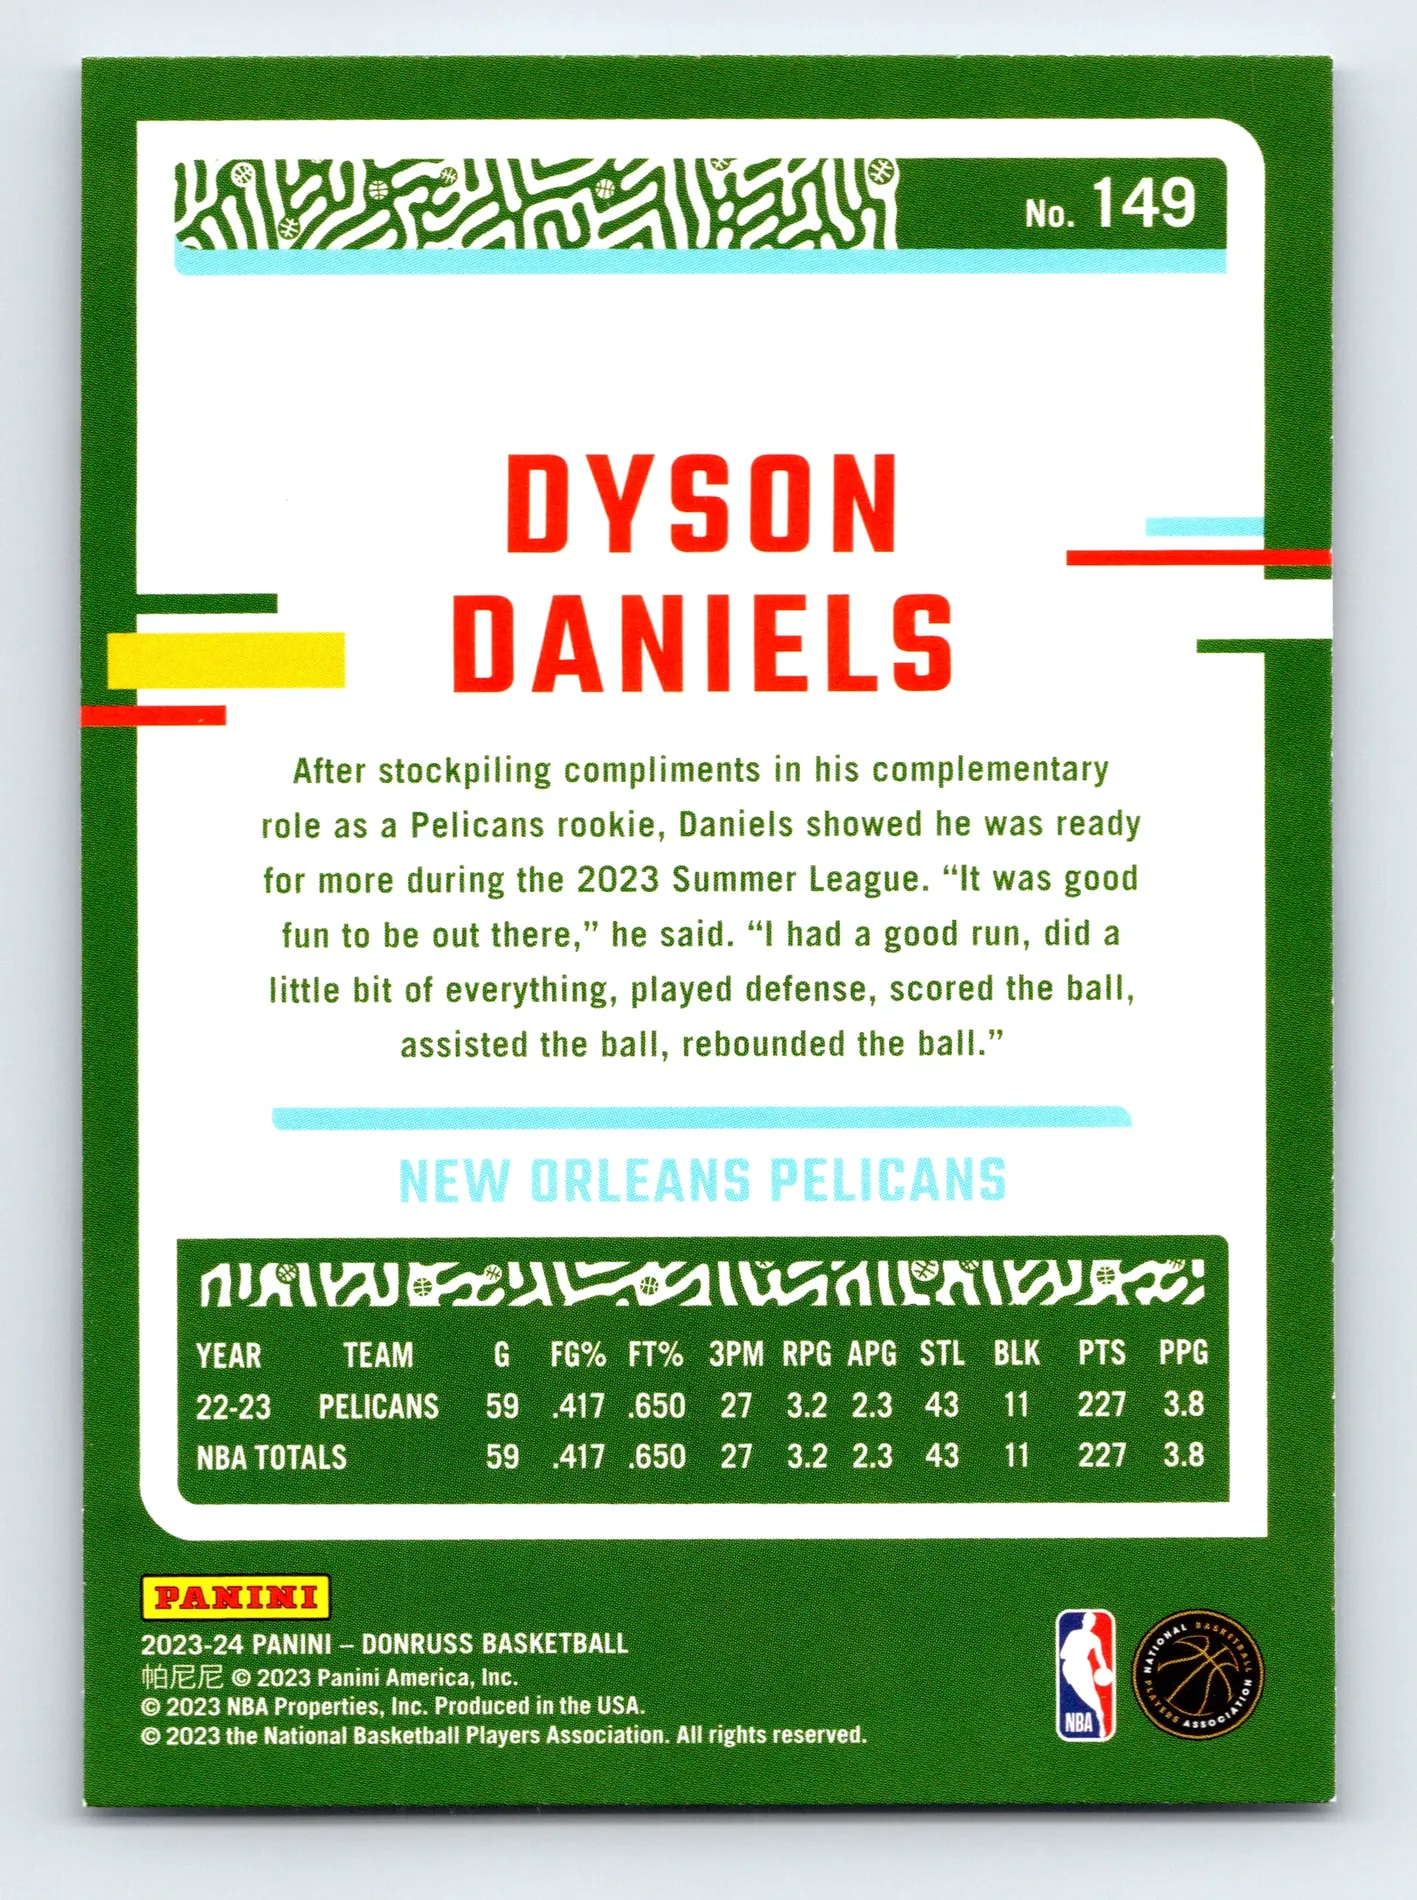 No. 149
DYSON
DANIELS
After stockpiling compliments in his complementary
role as a Pelicans rookie, Daniels showed he was ready
for more during the 2023 Summer League. “It was good
fun to be out there,” he said. “I had a good run, did a
little bit of everything, played defense, scored the ball,
assisted the ball, rebounded the ball.”
NEW ORLEANS PELICANS
YEAR TEAM G FG% FT% 3PM RPG APG STL BLK PTS PPG
22-23 PELICANS 59 .417 .650 27 3.2 2.3 43 11 227 3.8
NBA TOTALS 59 .417 .650 27 3.2 2.3 43 11 227 3.8
PANINI
2023-24 PANINI – DONRUSS BASKETBALL
帕尼尼 © 2023 Panini America, Inc.
© 2023 NBA Properties, Inc. Produced in the USA.
© 2023 the National Basketball Players Association. All rights reserved.
NBA
NATIONAL BASKETBALL PLAYERS ASSOCIATION